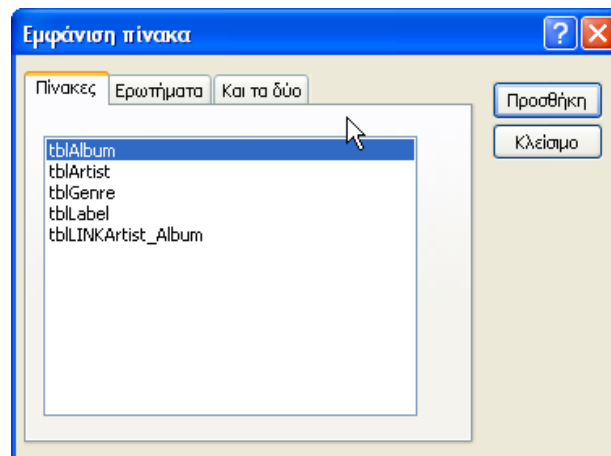 Εμφάνιση πίνακα
Πίνακες Ερωτήματα Και τα δύο
Προσθήκη
Κλείσιμο
tblAlbum
tblArtist
tblGenre
tblLabel
tblLINKArtist_Album